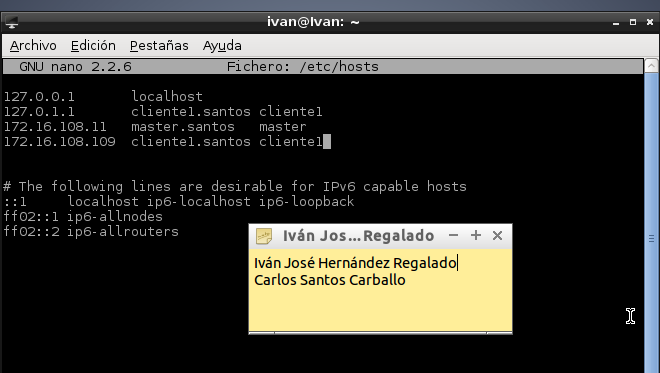 ivan@Ivan: ~
Archivo Edición Pestañas Ayuda
GNU nano 2.2.6 Fichero: /etc/hosts
127.0.0.1 localhost
127.0.1.1 cliente1.santos cliente1
172.16.108.11 master.santos master
172.16.108.109 cliente1.santos cliente1
# The following lines are desirable for IPv6 capable hosts
::1 localhost ip6-localhost ip6-loopback
ff02::1 ip6-allnodes
ff02::2 ip6-allrouters
Iván Jos...Regalado
Iván José Hernández Regalado
Carlos Santos Carballo